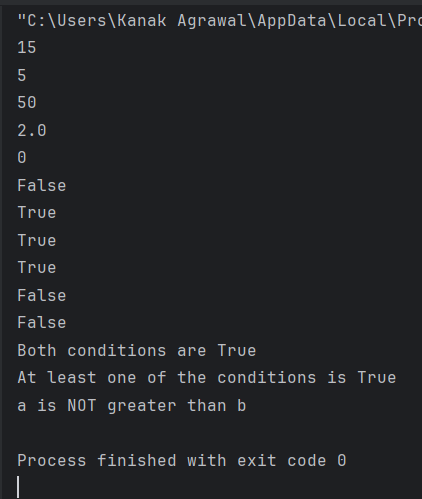 "C:\Users\Kanak Agrawal\AppData\Local\Pro
15
5
50
2.0
0
False
True
True
True
False
False
Both conditions are True
At least one of the conditions is True
a is NOT greater than b
Process finished with exit code 0